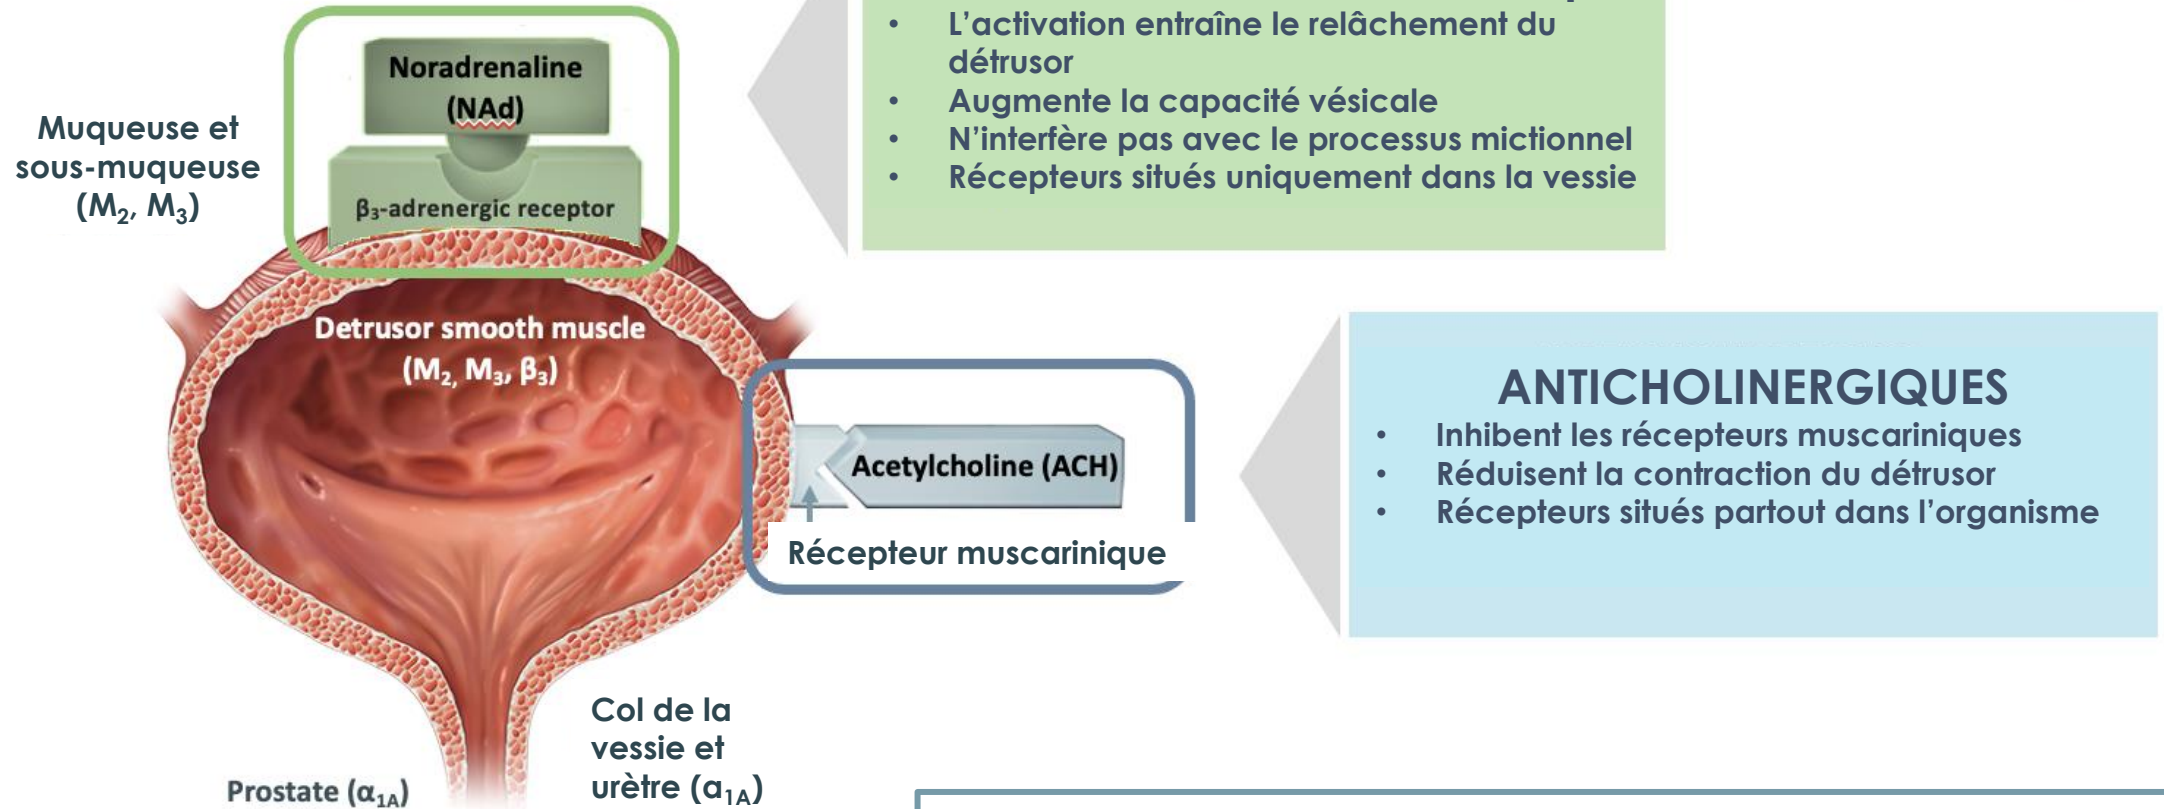 L'activation entraîne le relâchement du
détrusor
Augmente la capacité vésicale
N'interfère pas avec le processus mictionnel
Récepteurs situés uniquement dans la vessie
Noradrenaline
(NAd)
β₃-adrenergic receptor
Muqueuse et
sous-muqueuse
(M₂, M₃)
Detrusor smooth muscle
(M₂, M₃, β₃)
Acetylcholine (ACH)
Récepteur muscarinique
ANTICHOLINERGIQUES
Inhibent les récepteurs muscariniques
Réduisent la contraction du détrusor
Récepteurs situés partout dans l'organisme
Col de la
vessie et
urètre (α₁ₐ)
Prostate (α₁ₐ)